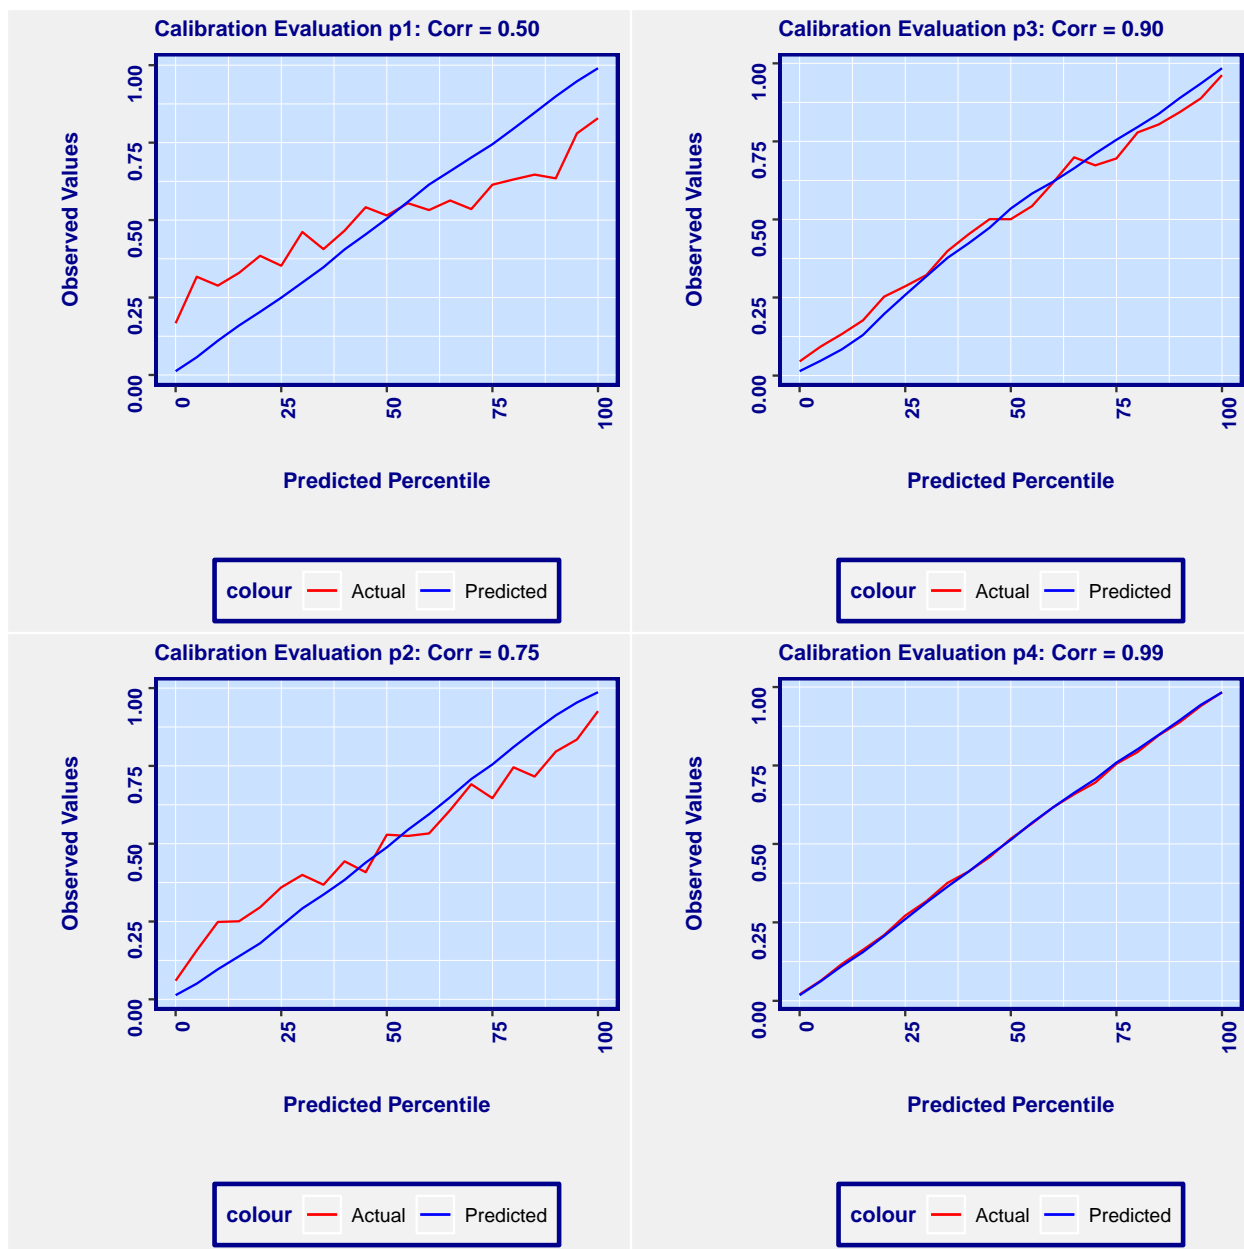 Calibration Evaluation p1: Corr = 0.50
Observed Values
1.00
0.75
0.50
0.25
0.00
0 25 50 75 100
Predicted Percentile
colour Actual Predicted
Calibration Evaluation p3: Corr = 0.90
Observed Values
1.00
0.75
0.50
0.25
0.00
0 25 50 75 100
Predicted Percentile
colour Actual Predicted
Calibration Evaluation p2: Corr = 0.75
Observed Values
1.00
0.75
0.50
0.25
0.00
0 25 50 75 100
Predicted Percentile
colour Actual Predicted
Calibration Evaluation p4: Corr = 0.99
Observed Values
1.00
0.75
0.50
0.25
0.00
0 25 50 75 100
Predicted Percentile
colour Actual Predicted